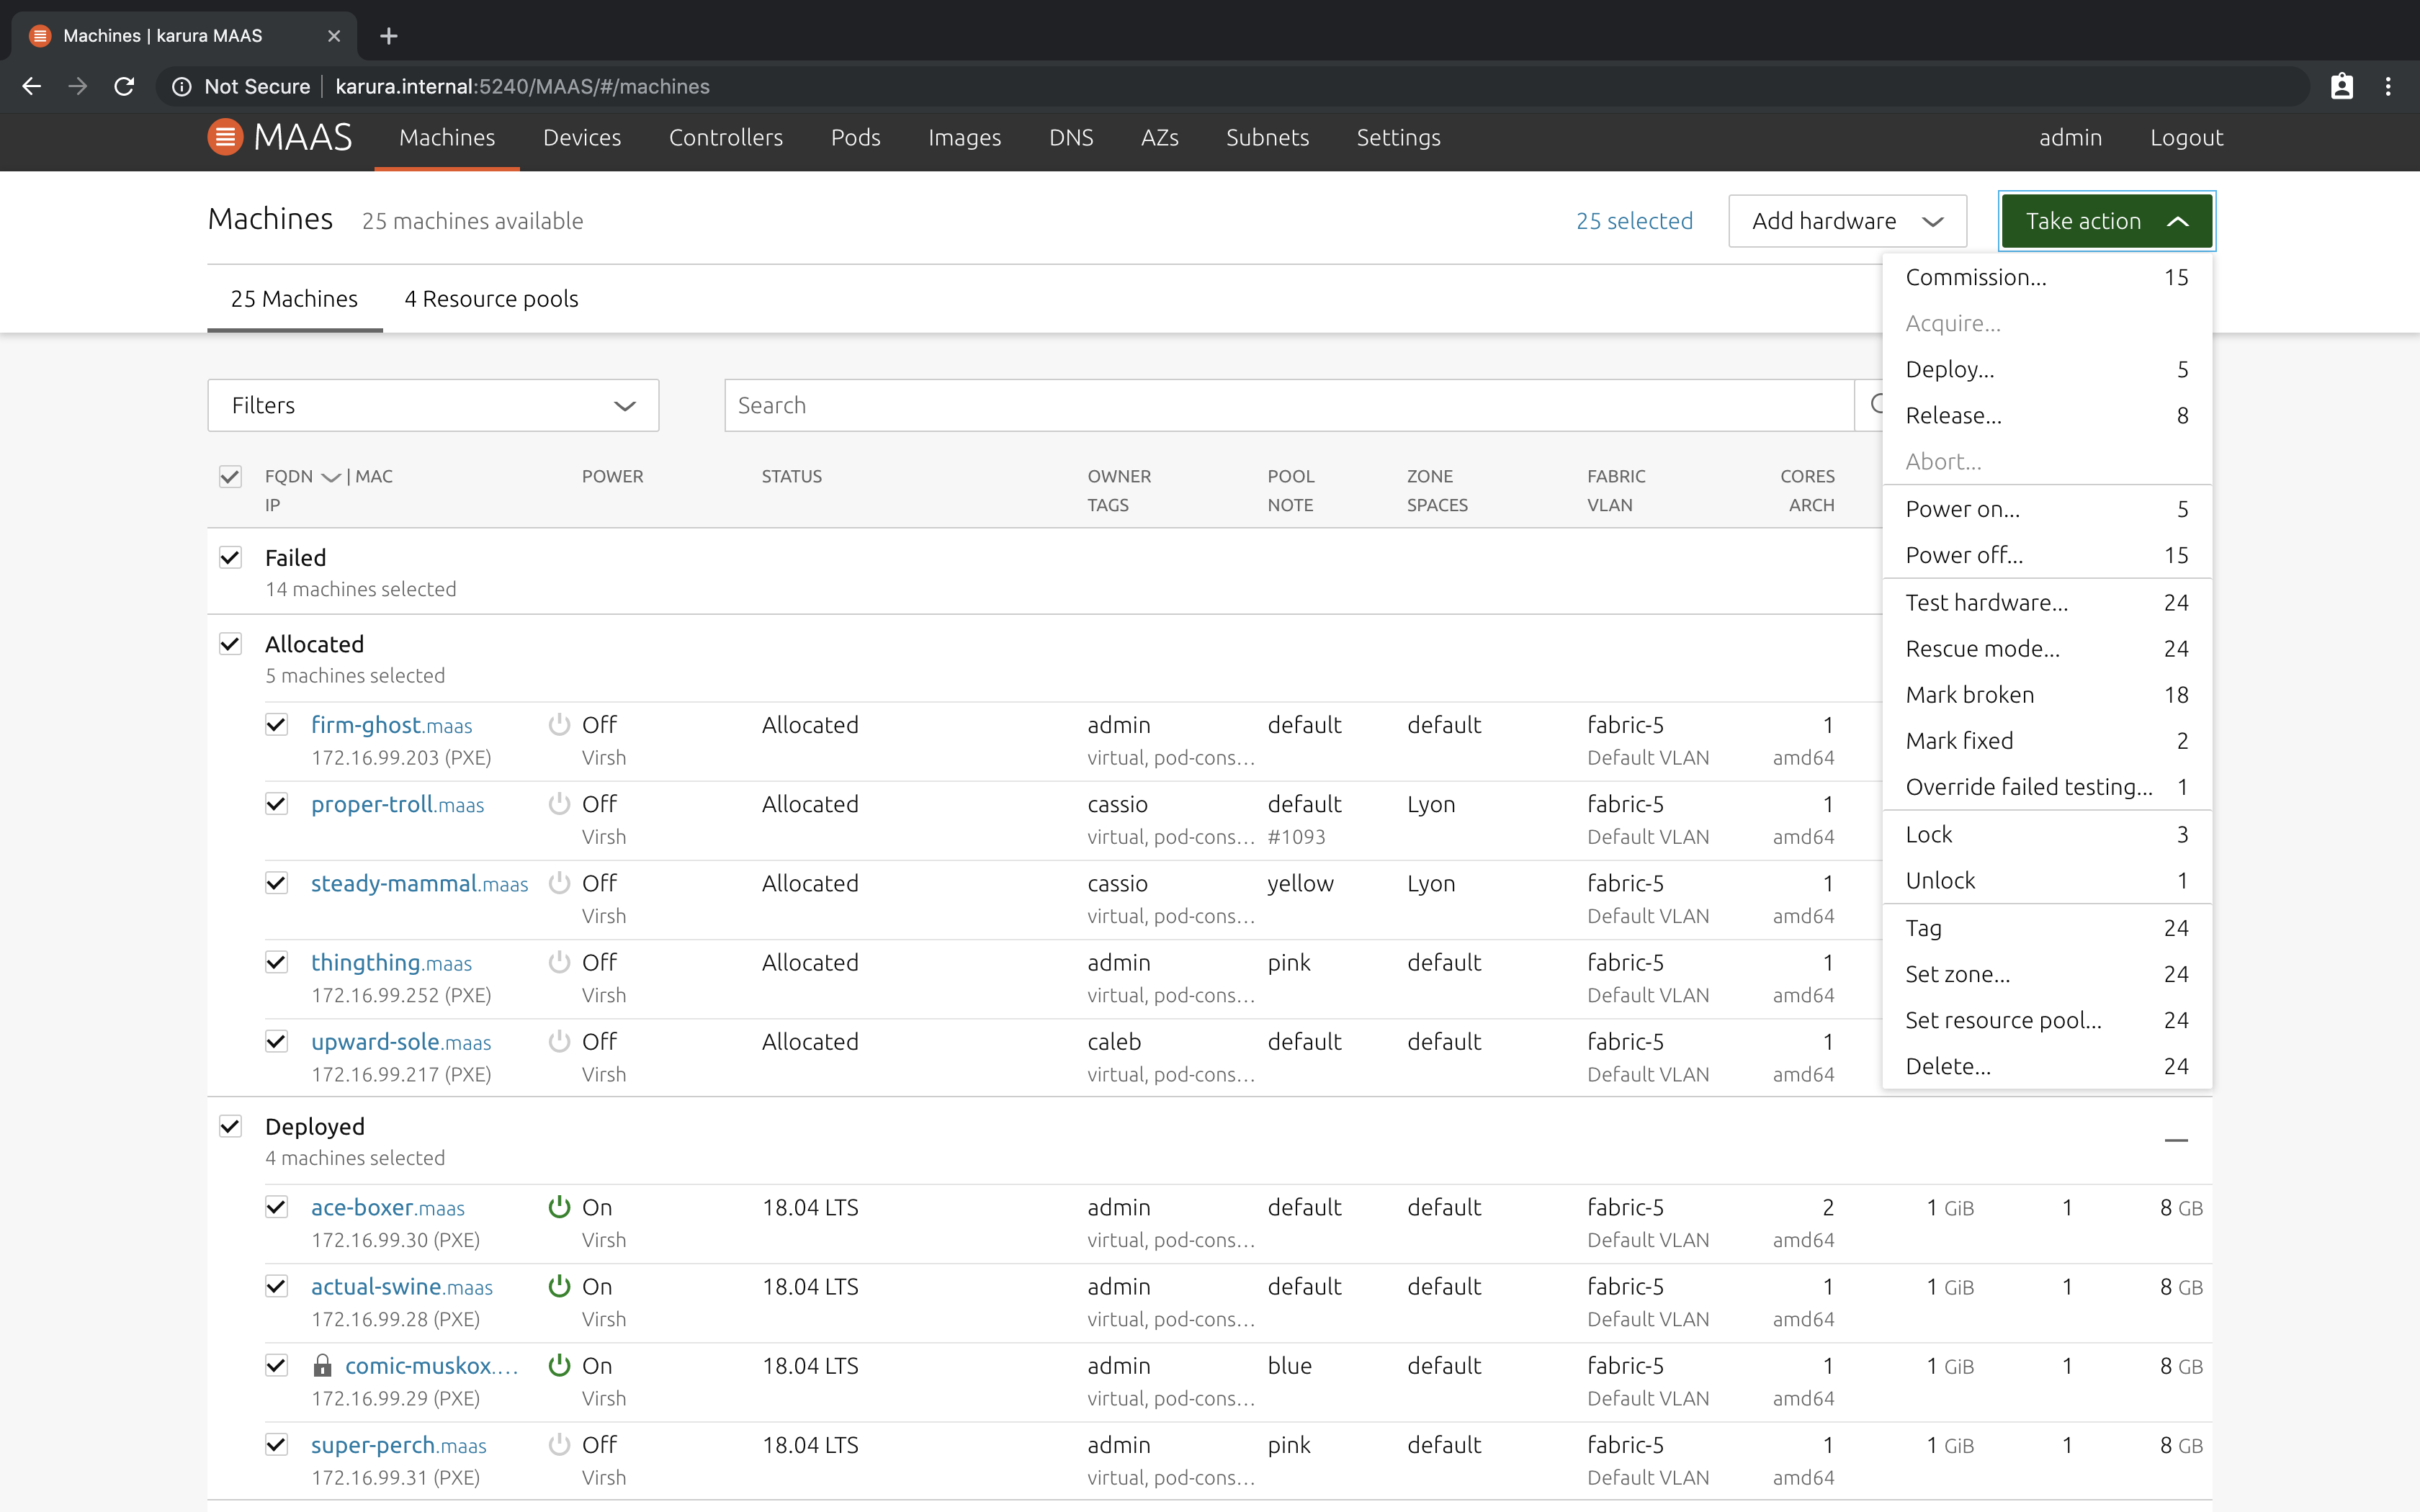 Machines | karura MAAS
Not Secure | karura.internal:5240/MAAS/#/machines
MAAS Machines Devices Controllers Pods Images DNS AZs Subnets Settings admin Logout
Machines 25 machines available 25 selected Add hardware Take action
25 Machines 4 Resource pools
Commission... 15
Acquire...
Deploy... 5
Release... 8
Abort...
Power on... 5
Power off... 15
Test hardware... 24
Rescue mode... 24
Mark broken 18
Mark fixed 2
Override failed testing... 1
Lock 3
Unlock 1
Tag 24
Set zone... 24
Set resource pool... 24
Delete... 24
Filters Search
FQDN | MAC POWER STATUS OWNER POOL ZONE FABRIC CORES
IP TAGS NOTE SPACES VLAN ARCH
Failed
14 machines selected
Allocated
5 machines selected
firm-ghost.maas Off Allocated admin default default fabric-5 1
172.16.99.203 (PXE) Virsh virtual, pod-cons... Default VLAN amd64
proper-troll.maas Off Allocated cassio default Lyon fabric-5 1
Virsh virtual, pod-cons... #1093 Default VLAN amd64
steady-mammal.maas Off Allocated cassio yellow Lyon fabric-5 1
Virsh virtual, pod-cons... Default VLAN amd64
thingthing.maas Off Allocated admin pink default fabric-5 1
172.16.99.252 (PXE) Virsh virtual, pod-cons... Default VLAN amd64
upward-sole.maas Off Allocated caleb default default fabric-5 1
172.16.99.217 (PXE) Virsh virtual, pod-cons... Default VLAN amd64
Deployed
4 machines selected
ace-boxer.maas On 18.04 LTS admin default default fabric-5 2 1 GiB 1 8 GB
172.16.99.30 (PXE) Virsh virtual, pod-cons... Default VLAN amd64
actual-swine.maas On 18.04 LTS admin default default fabric-5 1 1 GiB 1 8 GB
172.16.99.28 (PXE) Virsh virtual, pod-cons... Default VLAN amd64
comic-muskox.... On 18.04 LTS admin blue default fabric-5 1 1 GiB 1 8 GB
172.16.99.29 (PXE) Virsh virtual, pod-cons... Default VLAN amd64
super-perch.maas Off 18.04 LTS admin pink default fabric-5 1 1 GiB 1 8 GB
172.16.99.31 (PXE) Virsh virtual, pod-cons... Default VLAN amd64